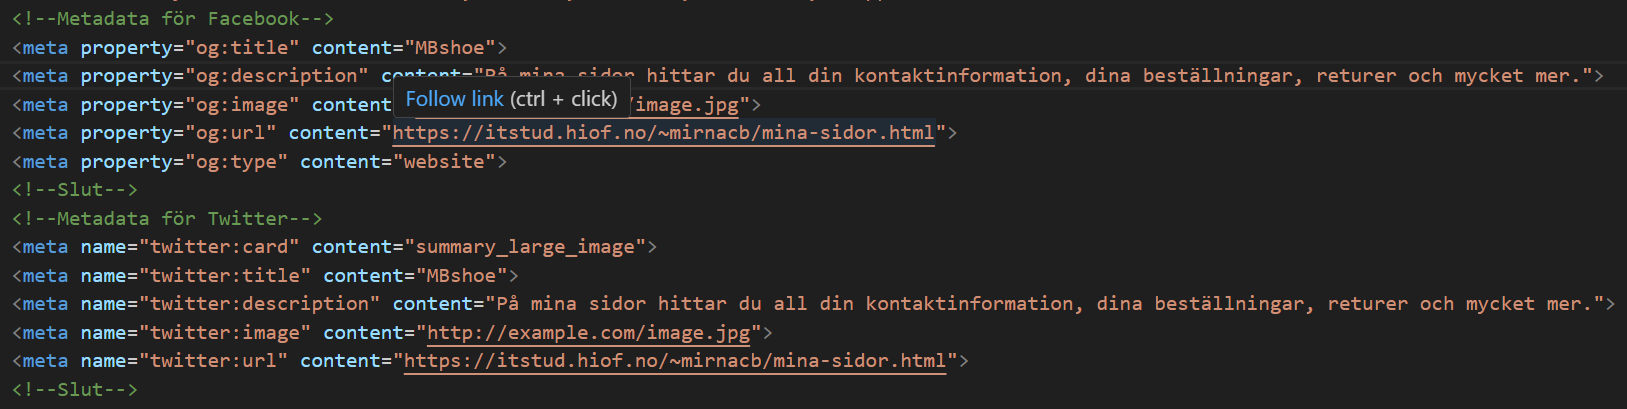 <!--Metadata för Facebook-->
<meta property="og:title" content="MBshoe">
<meta property="og:description" content="På mina sidor hittar du all din kontaktinformation, dina beställningar, returer och mycket mer.">
<meta property="og:image" conten /image.jpg">
Follow link (ctrl + click)
<meta property="og:url" content="https://itstud.hiof.no/~mirnacb/mina-sidor.html">
<meta property="og:type" content="website">
<!--Slut-->
<!--Metadata för Twitter-->
<meta name="twitter:card" content="summary_large_image">
<meta name="twitter:title" content="MBshoe">
<meta name="twitter:description" content="På mina sidor hittar du all din kontaktinformation, dina beställningar, returer och mycket mer.">
<meta name="twitter:image" content="http://example.com/image.jpg">
<meta name="twitter:url" content="https://itstud.hiof.no/~mirnacb/mina-sidor.html">
<!--Slut-->